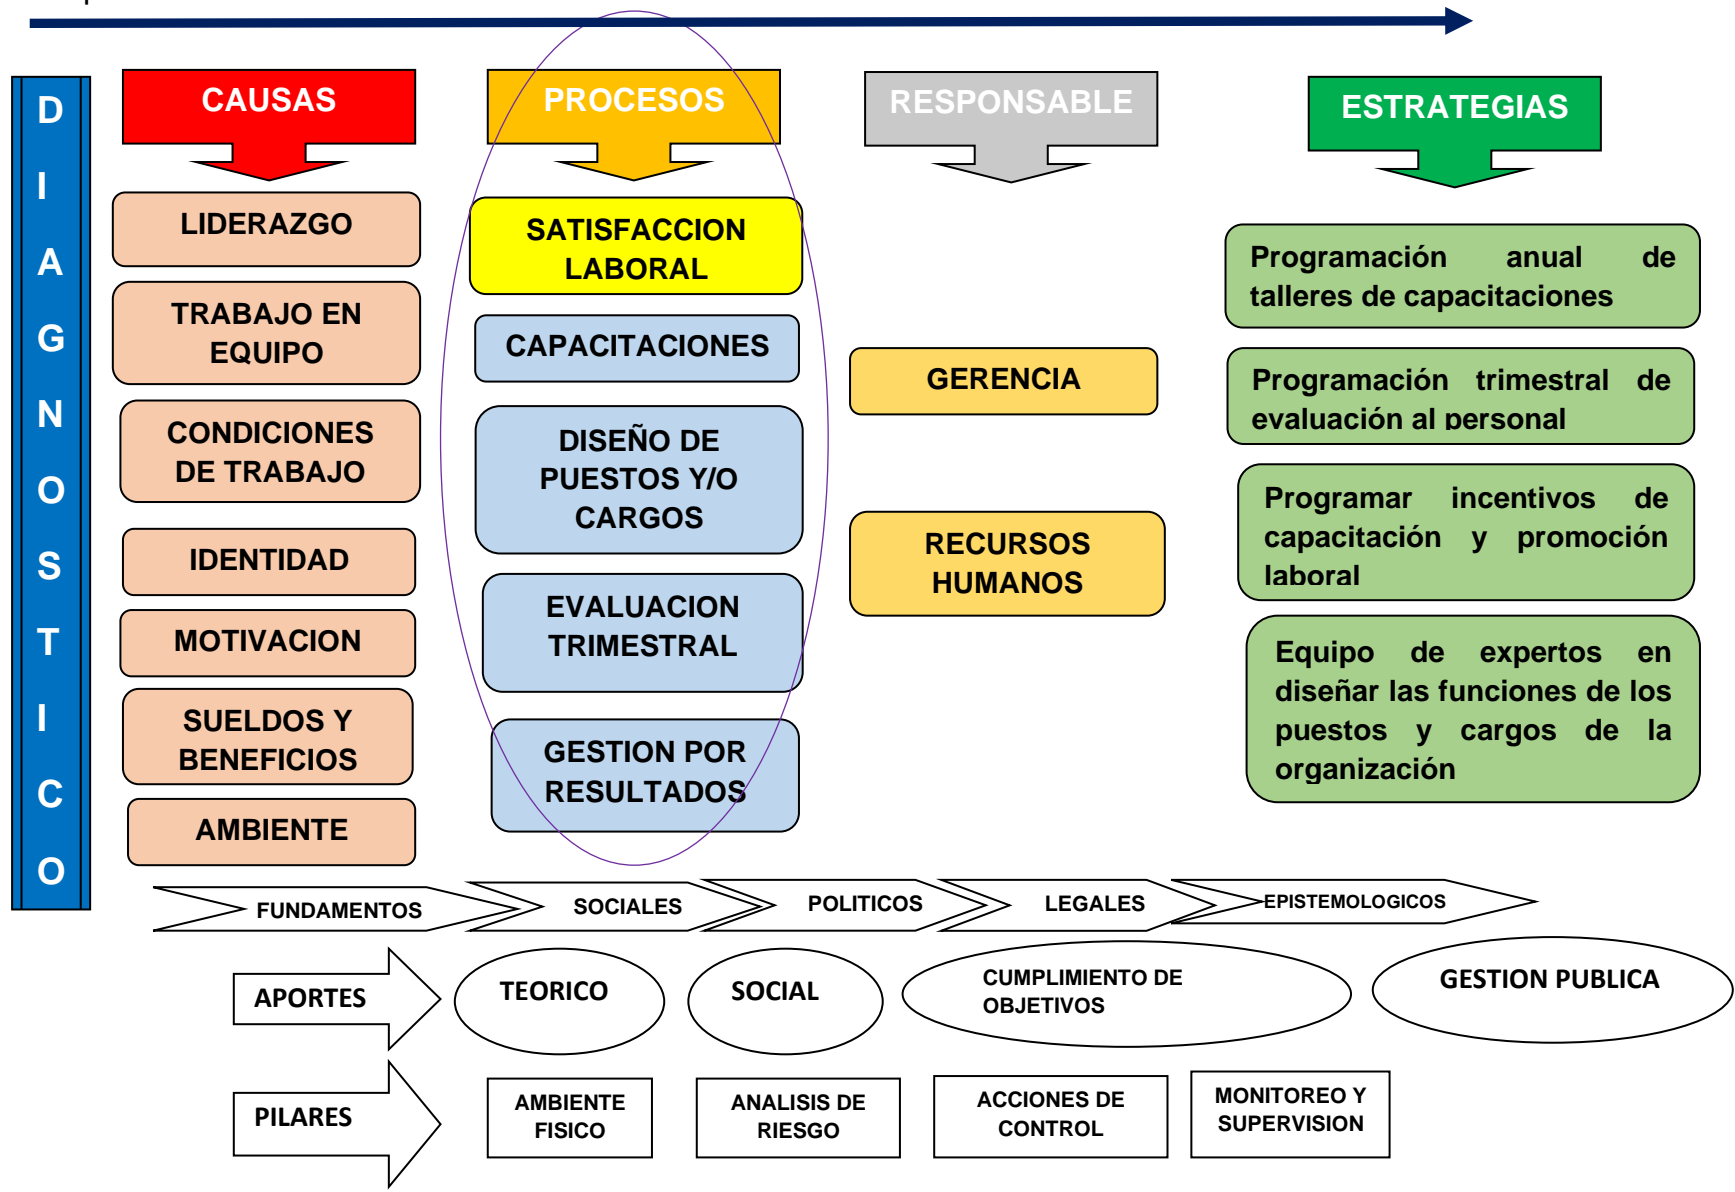 D
I
A
G
N
O
S
T
I
C
O
CAUSAS
LIDERAZGO
TRABAJO EN
EQUIPO
CONDICIONES
DE TRABAJO
IDENTIDAD
MOTIVACION
SUELDOS Y
BENEFICIOS
AMBIENTE
PROCESOS
SATISFACCION
LABORAL
CAPACITACIONES
DISEÑO DE
PUESTOS Y/O
CARGOS
EVALUACION
TRIMESTRAL
GESTION POR
RESULTADOS
RESPONSABLE
GERENCIA
RECURSOS
HUMANOS
ESTRATEGIAS
Programación anual de
talleres de capacitaciones
Programación trimestral de
evaluación al personal
Programar incentivos de
capacitación y promoción
laboral
Equipo de expertos en
diseñar las funciones de los
puestos y cargos de la
organización
FUNDAMENTOS
SOCIALES
POLITICOS
LEGALES
EPISTEMOLOGICOS
APORTES
TEORICO
SOCIAL
CUMPLIMIENTO DE
OBJETIVOS
GESTION PUBLICA
PILARES
AMBIENTE
FISICO
ANALISIS DE
RIESGO
ACCIONES DE
CONTROL
MONITOREO Y
SUPERVISION